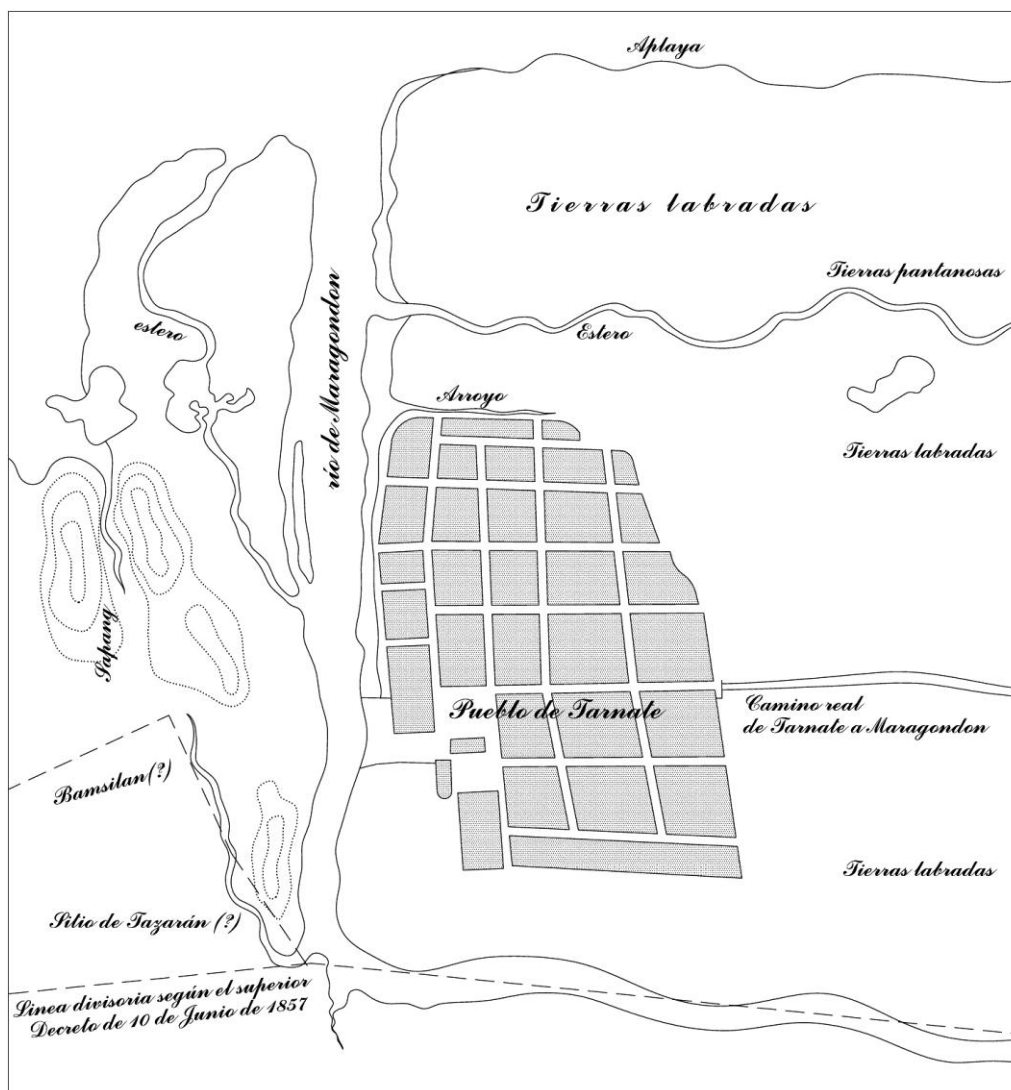 Aplaya
Tierras labradas
Tierras pantanosas
estero
río de Maragondon
Estero
Arroyo
Tierras labradas
Sapang
Pueblo de Tarnate
Camino real
de Tarnate a Maragondon
Bamsilan(?)
Tierras labradas
Sitio de Tazarán (?)
Linea divisoria según el superior
Decreto de 10 de Junio de 1857